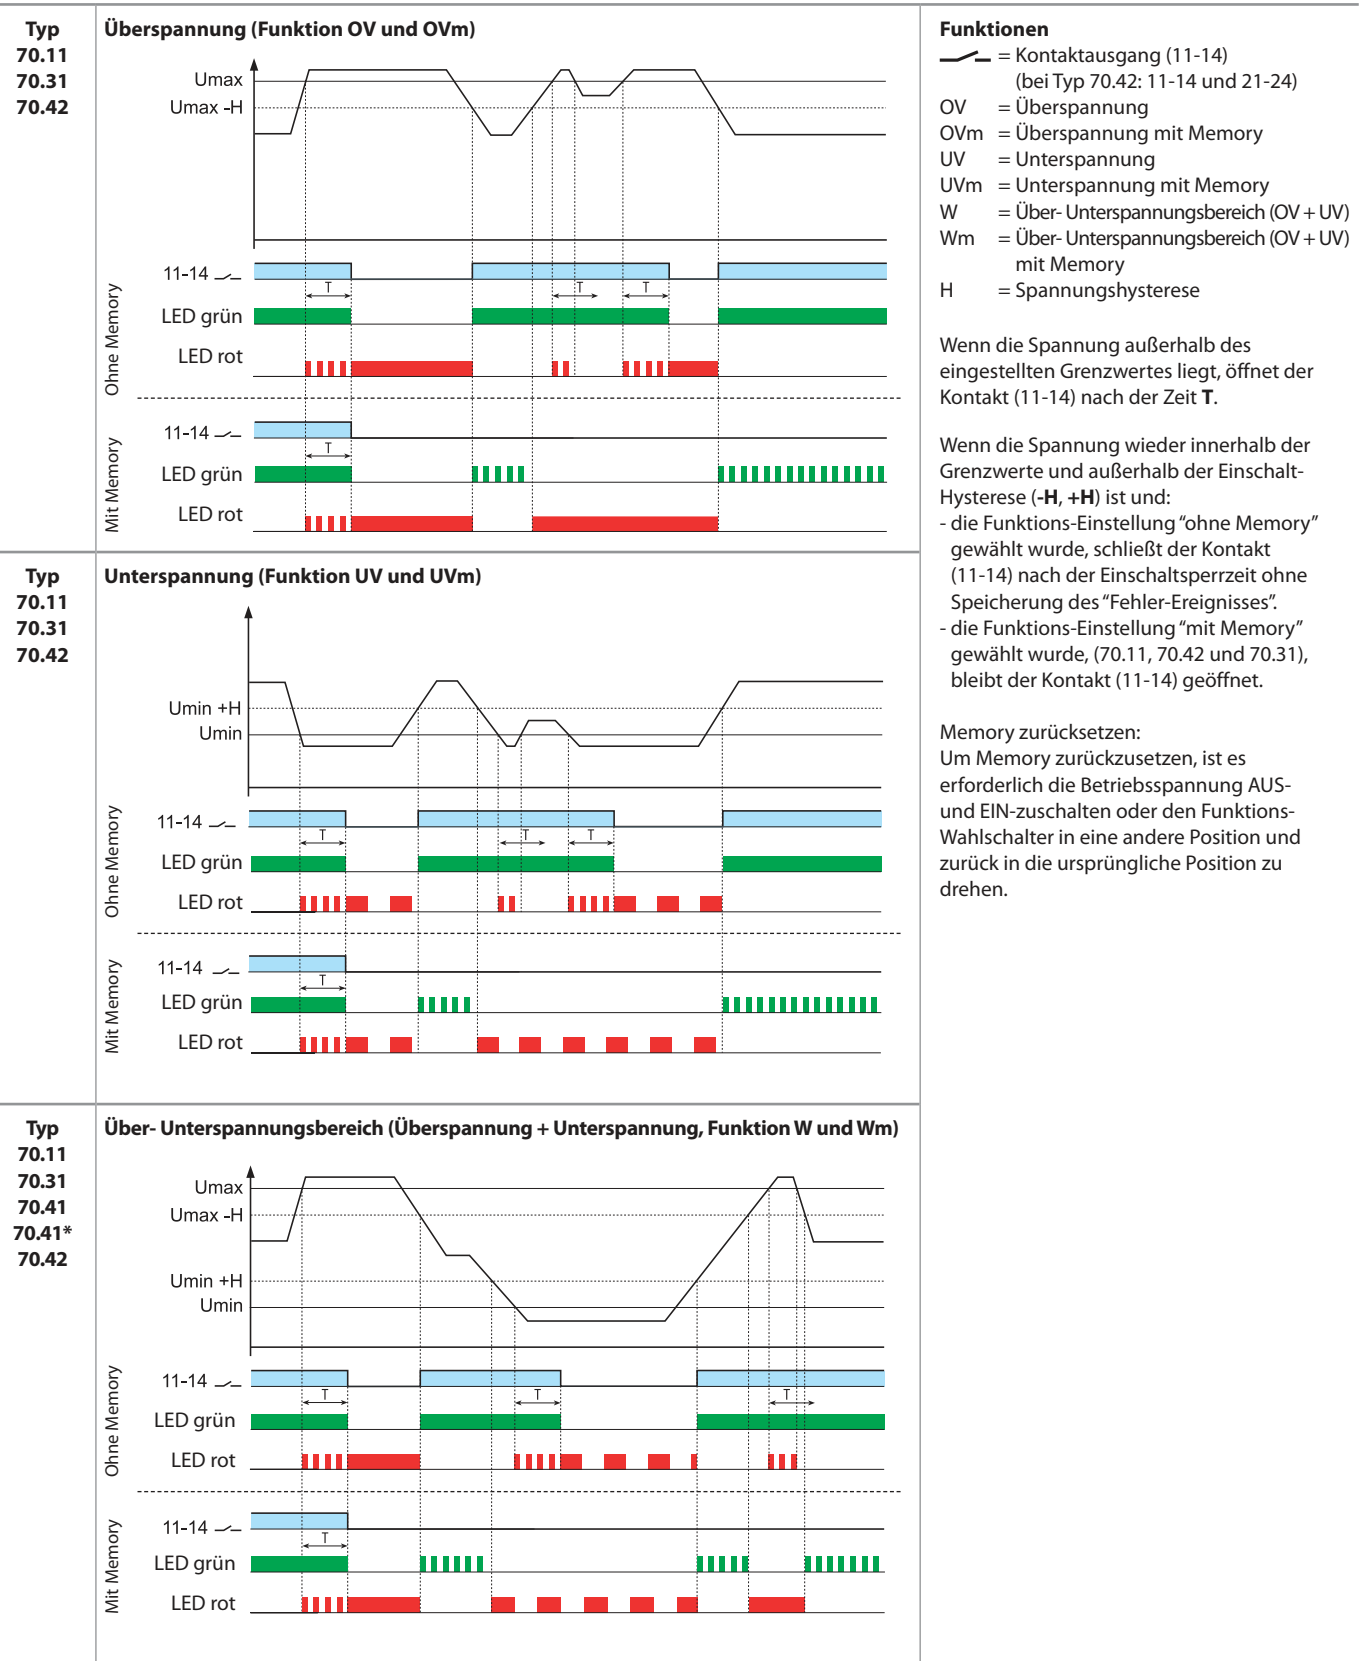 Typ
70.11
70.31
70.42
Überspannung (Funktion OV und OVm)
Umax
Umax -H
Ohne Memory
11-14
T
T
T
LED grün
LED rot
Mit Memory
11-14
T
LED grün
LED rot
Typ
70.11
70.31
70.42
Unterspannung (Funktion UV und UVm)
Umin +H
Umin
Ohne Memory
11-14
T
T
T
LED grün
LED rot
Mit Memory
11-14
T
LED grün
LED rot
Typ
70.11
70.31
70.41
70.41*
70.42
Über- Unterspannungsbereich (Überspannung + Unterspannung, Funktion W und Wm)
Umax
Umax -H
Umin +H
Umin
Ohne Memory
11-14
T
T
T
LED grün
LED rot
Mit Memory
11-14
T
LED grün
LED rot
Funktionen
= Kontaktausgang (11-14)
(bei Typ 70.42: 11-14 und 21-24)
OV = Überspannung
OVm = Überspannung mit Memory
UV = Unterspannung
UVm = Unterspannung mit Memory
W = Über- Unterspannungsbereich (OV + UV)
Wm = Über- Unterspannungsbereich (OV + UV)
mit Memory
H = Spannungshysterese
Wenn die Spannung außerhalb des
eingestellten Grenzwertes liegt, öffnet der
Kontakt (11-14) nach der Zeit T.
Wenn die Spannung wieder innerhalb der
Grenzwerte und außerhalb der Einschalt-
Hysterese (-H, +H) ist und:
- die Funktions-Einstellung “ohne Memory”
gewählt wurde, schließt der Kontakt
(11-14) nach der Einschaltsperrzeit ohne
Speicherung des “Fehler-Ereignisses”.
- die Funktions-Einstellung “mit Memory”
gewählt wurde, (70.11, 70.42 und 70.31),
bleibt der Kontakt (11-14) geöffnet.
Memory zurücksetzen:
Um Memory zurückzusetzen, ist es
erforderlich die Betriebsspannung AUS-
und EIN-zuschalten oder den Funktions-
Wahlschalter in eine andere Position und
zurück in die ursprüngliche Position zu
drehen.